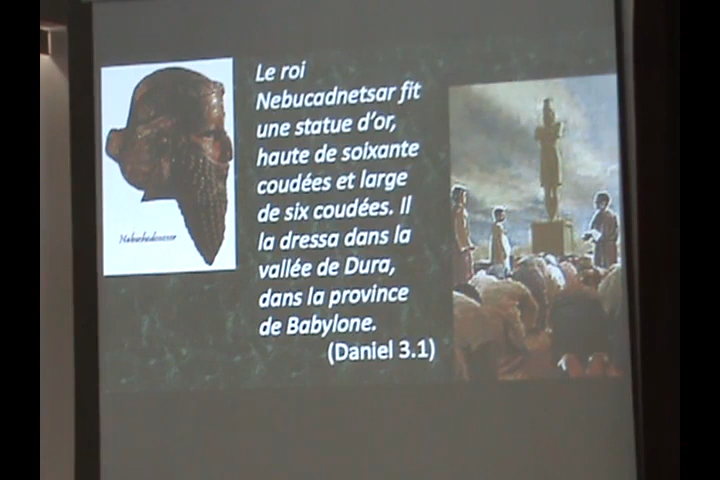 Le roi
Nebucadnetsar fit
une statue d'or,
haute de soixante
coudées et large
de six coudées. Il
la dressa dans la
vallée de Dura,
dans la province
de Babylone.
(Daniel 3.1)